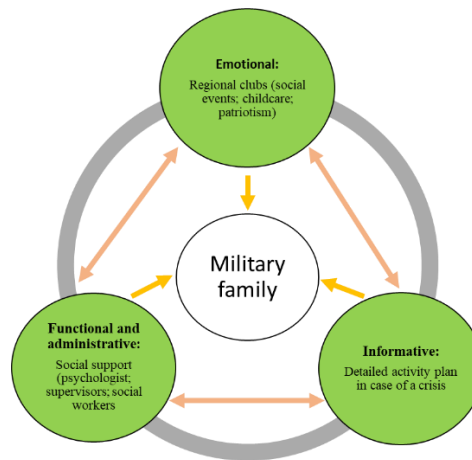 Emotional:
Regional clubs (social
events; childcare;
patriotism)
Military
family
Functional and
administrative:
Social support
(psychologist;
supervisors; social
workers
Informative:
Detailed activity plan
in case of a crisis